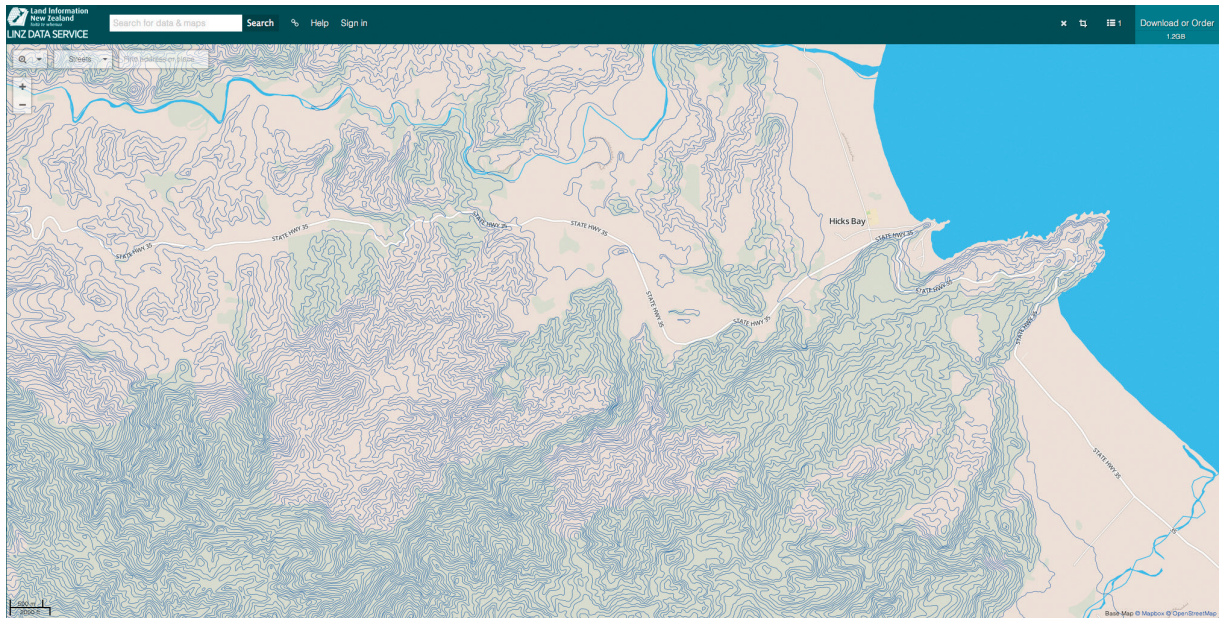 Land Information
New Zealand
Toitū te whenua
LINZ DATA SERVICE
Search for data & maps
Search
Help
Sign in
1
Download or Order
1.2GB
Streets
Find address or place
+
−
Hicks Bay
STATE HWY 35
STATE HWY 35
STATE HWY 35
STATE HWY 35
STATE HWY 35
STATE HWY 35
STATE HWY 35
STATE HWY 35
STATE HWY 35
STATE HWY 35
500 m
2000 ft
Base Map © Mapbox © OpenStreetMap